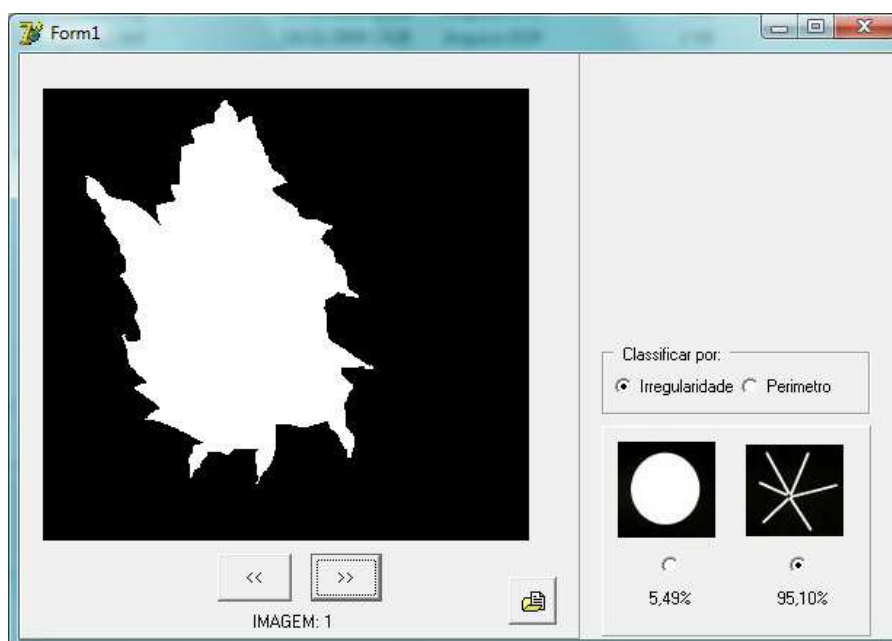 Form1
Classificar por:
Irregularidade
Perimetro
5,49%
95,10%
<<
>>
IMAGEM: 1